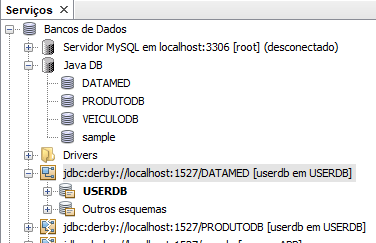 Serviços
Bancos de Dados
Servidor MySQL em localhost:3306 [root] (desconectado)
Java DB
DATAMED
PRODUTODB
VEICULODB
sample
Drivers
jdbc:derby://localhost:1527/DATAMED [userdb em USERDB]
USERDB
Outros esquemas
jdbc:derby://localhost:1527/PRODUTODB [userdb em USERDB]